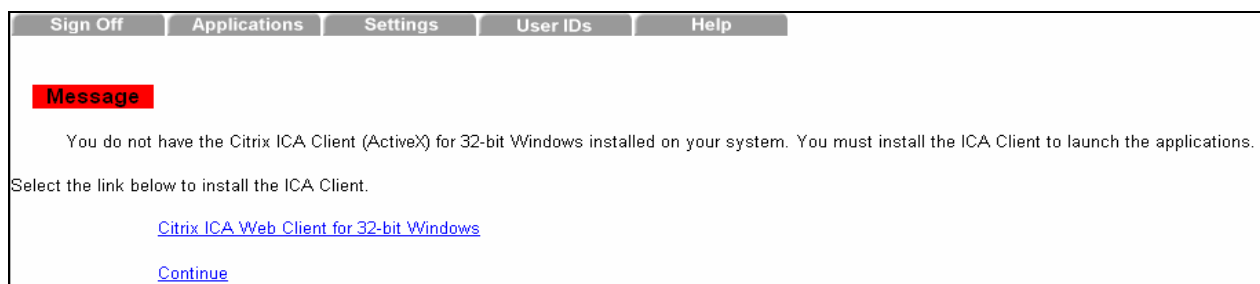 Sign Off Applications Settings User IDs Help
Message
You do not have the Citrix ICA Client (ActiveX) for 32-bit Windows installed on your system. You must install the ICA Client to launch the applications.
Select the link below to install the ICA Client.
Citrix ICA Web Client for 32-bit Windows
Continue